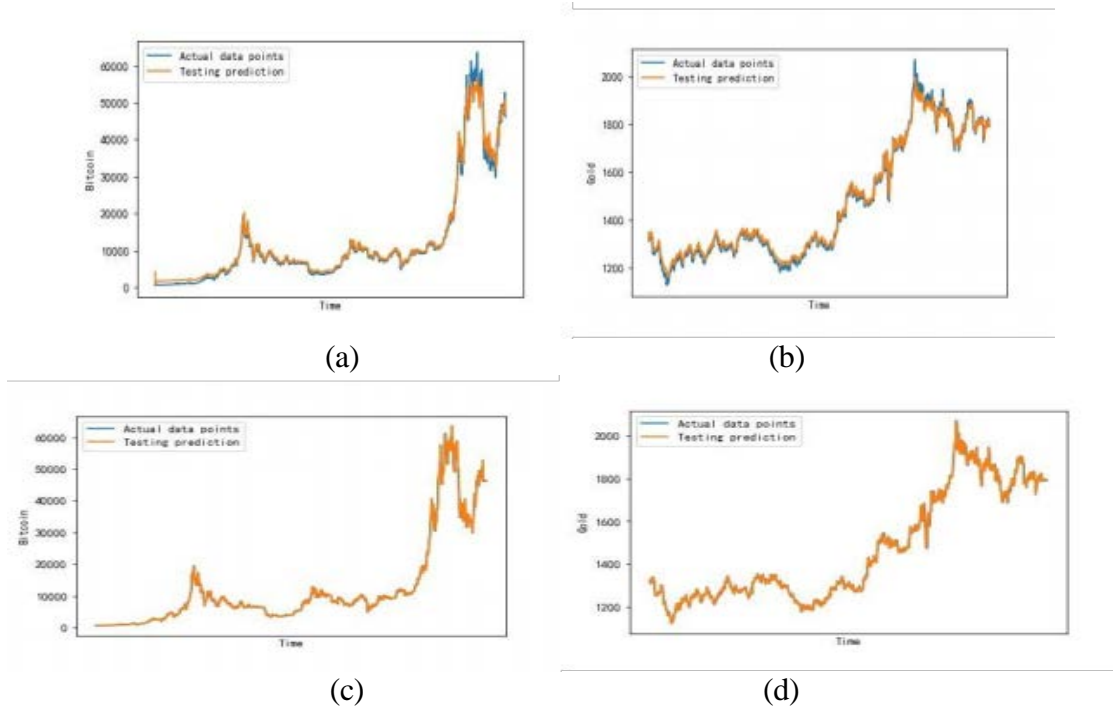 Actual data points
Testing prediction
60000
50000
40000
30000
20000
10000
0
Bitcoin
Time
(a)
Actual data points
Testing prediction
2000
1800
1600
1400
1200
Gold
Time
(b)
Actual data points
Testing prediction
60000
50000
40000
30000
20000
10000
0
Bitcoin
Time
(c)
Actual data points
Testing prediction
2000
1800
1600
1400
1200
Gold
Time
(d)